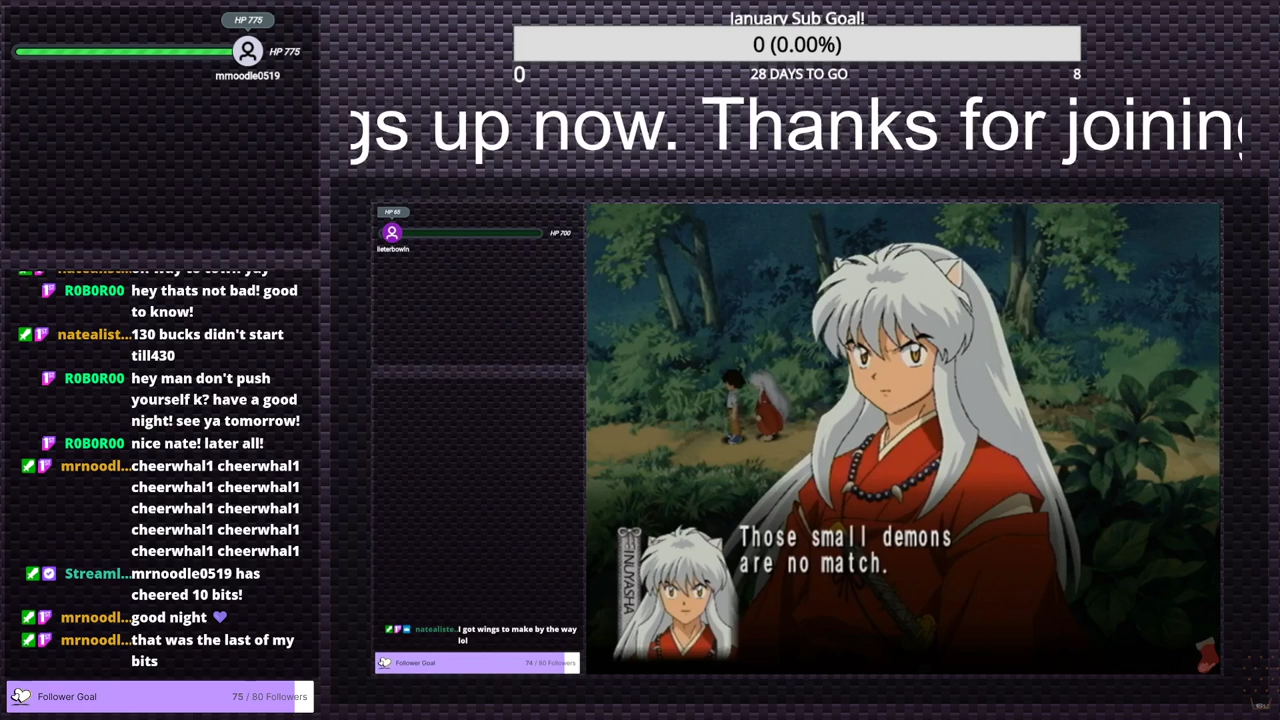 HP 775
HP 775
mrnoodle0519
January Sub Goal!
0 (0.00%)
0
28 DAYS TO GO
8
gs up now. Thanks for joining
R0B0R00 hey thats not bad! good
to know!
natealist... 130 bucks didn't start
till430
R0B0R00 hey man don't push
yourself k? have a good
night! see ya tomorrow!
R0B0R00 nice nate! later all!
mrnoodl... cheerwhal1 cheerwhal1
cheerwhal1 cheerwhal1
cheerwhal1 cheerwhal1
cheerwhal1 cheerwhal1
cheerwhal1 cheerwhal1
Streaml... mrnoodle0519 has
cheered 10 bits!
mrnoodl... good night
mrnoodl... that was the last of my
bits
Follower Goal 75 / 80 Followers
HP 65
HP 700
lieterbowin
natealiste.. I got wings to make by the way
lol
Follower Goal 74 / 80 Followers
INUYASHA
Those small demons
are no match.